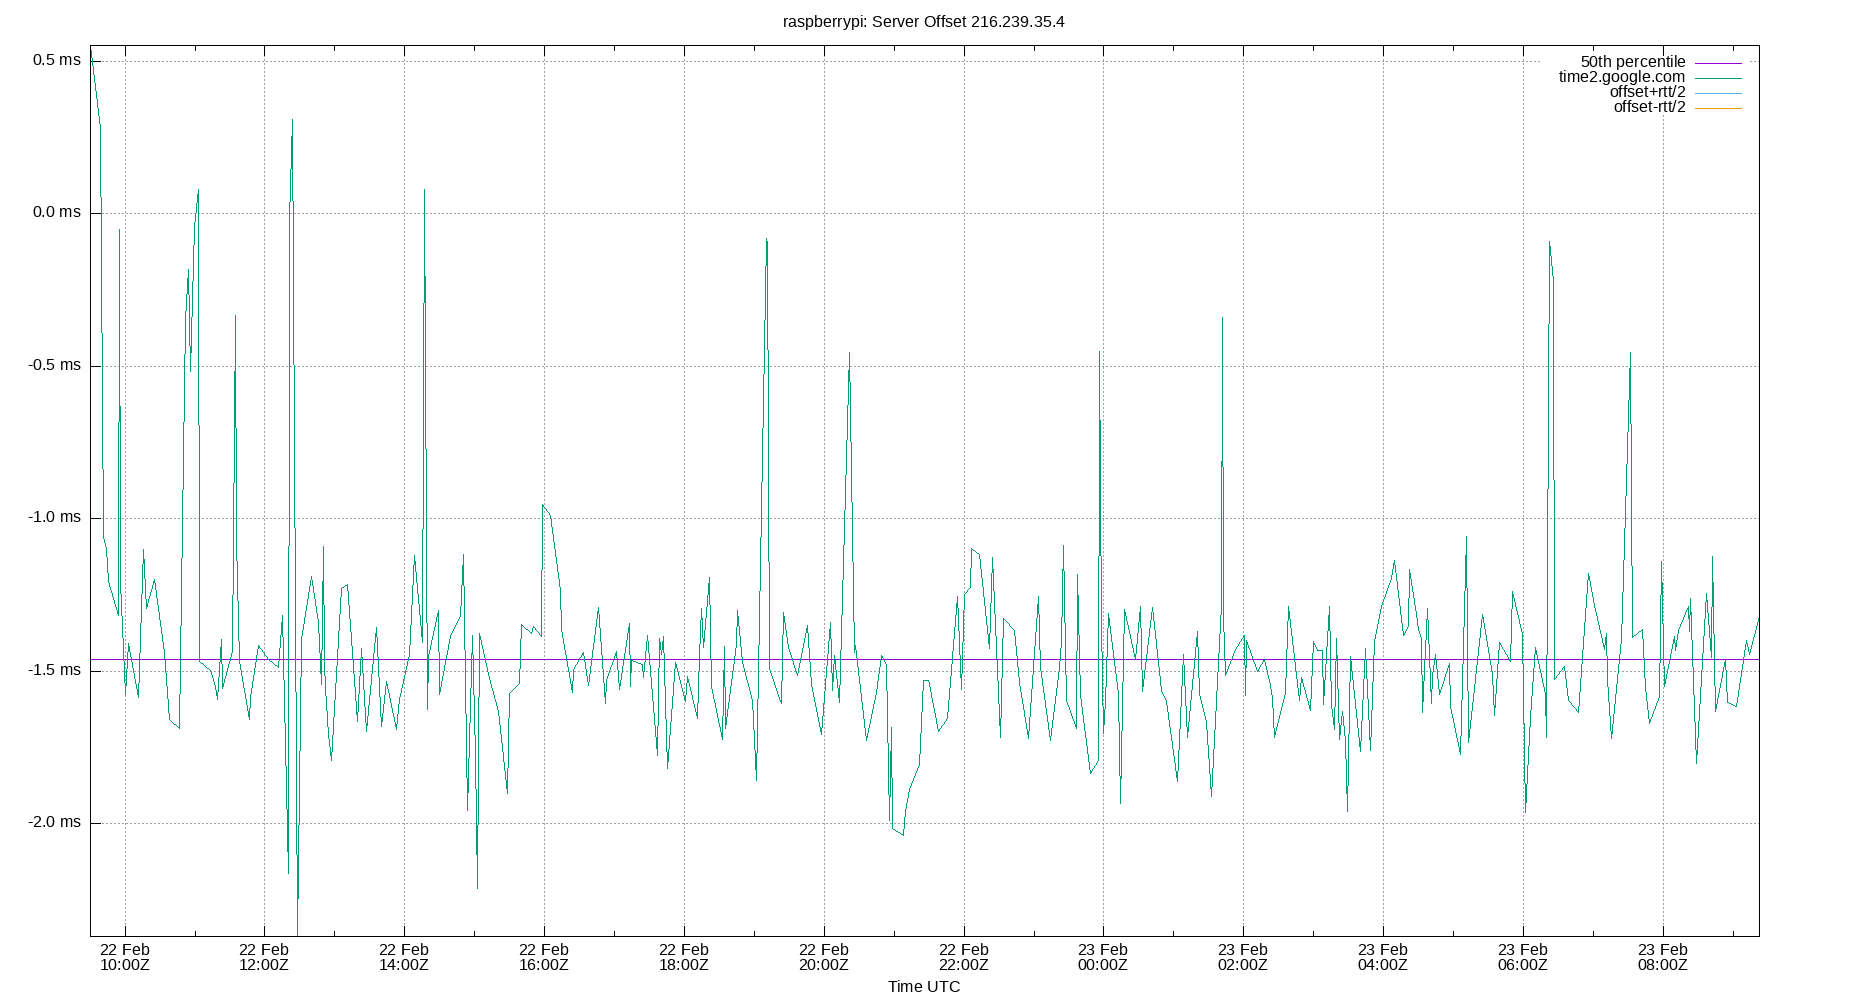 raspberrypi: Server Offset 216.239.35.4
0.5 ms
0.0 ms
-0.5 ms
-1.0 ms
-1.5 ms
-2.0 ms
50th percentile
time2.google.com
offset+rtt/2
offset-rtt/2
22 Feb 22 Feb 22 Feb 22 Feb 22 Feb 22 Feb 22 Feb 23 Feb 23 Feb 23 Feb 23 Feb 23 Feb
10:00Z 12:00Z 14:00Z 16:00Z 18:00Z 20:00Z 22:00Z 00:00Z 02:00Z 04:00Z 06:00Z 08:00Z
Time UTC